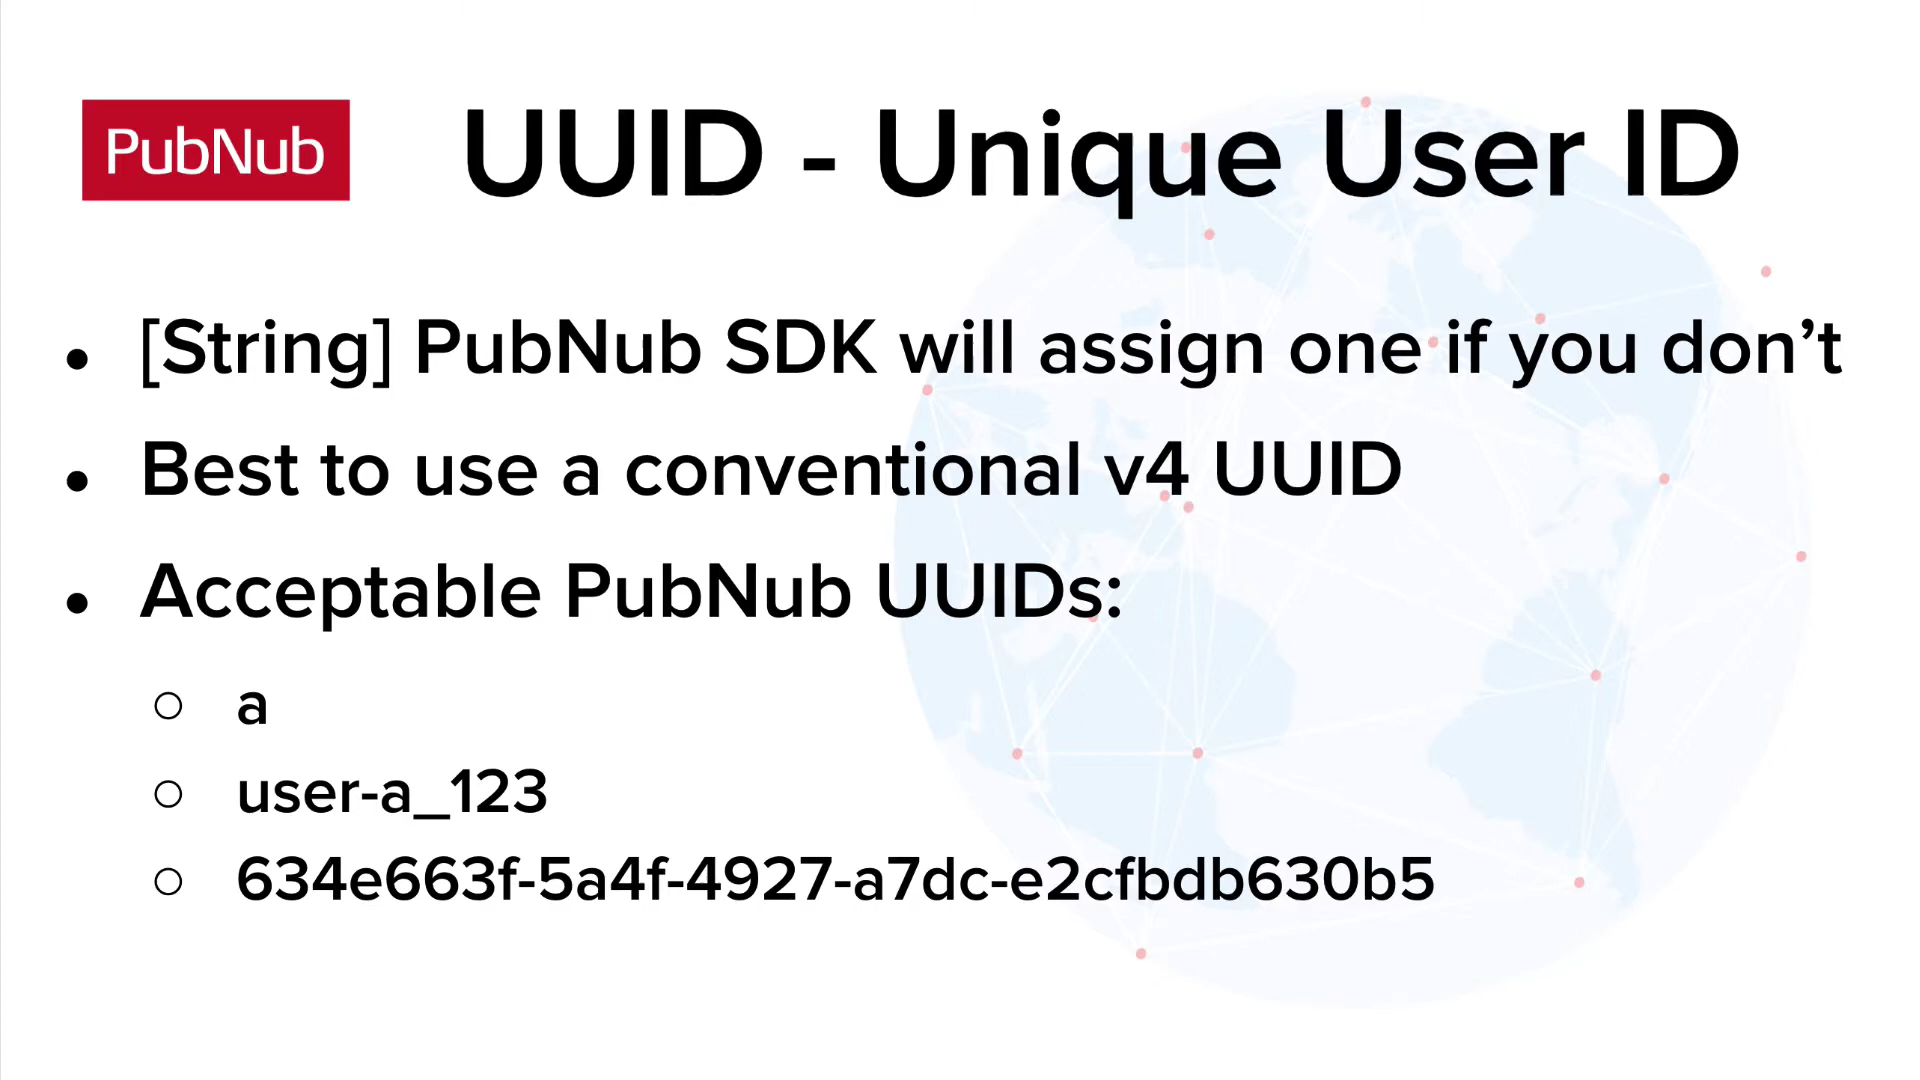 PubNub
UUID - Unique User ID
• [String] PubNub SDK will assign one if you don’t
• Best to use a conventional v4 UUID
• Acceptable PubNub UUIDs:
○ a
○ user-a_123
○ 634e663f-5a4f-4927-a7dc-e2cfbdb630b5